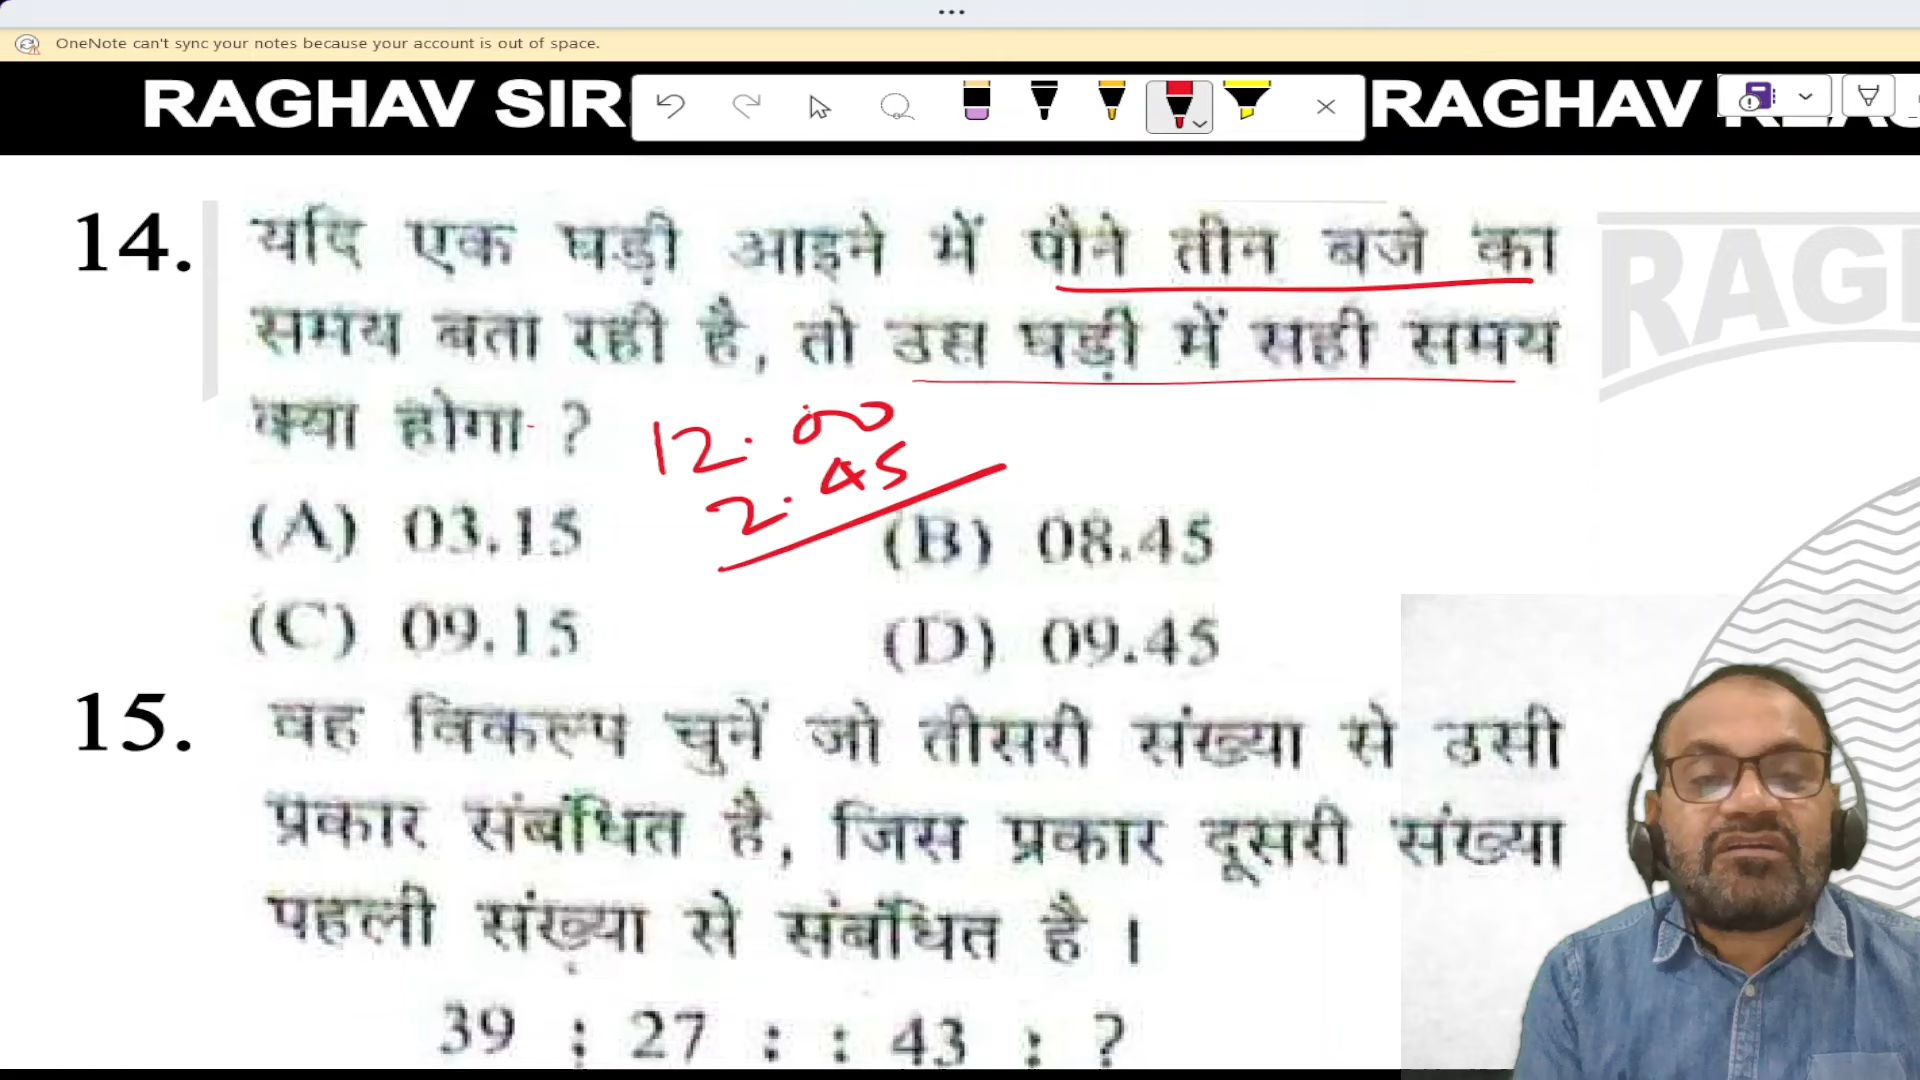 ...
OneNote can't sync your notes because your account is out of space.
RAGHAV SIR RAGHAV
14. यदि एक घड़ी आइने में पौने तीन बजे का
समय बता रही है, तो उस घड़ी में सही समय
क्या होगा ?
12.00
2.45
(A) 03.15 (B) 08.45
(C) 09.15 (D) 09.45
15. वह विकल्प चुनें जो तीसरी संख्या से उसी
प्रकार संबंधित है, जिस प्रकार दूसरी संख्या
पहली संख्या से संबंधित है ।
39 : 27 : : 43 : ?
RAGH